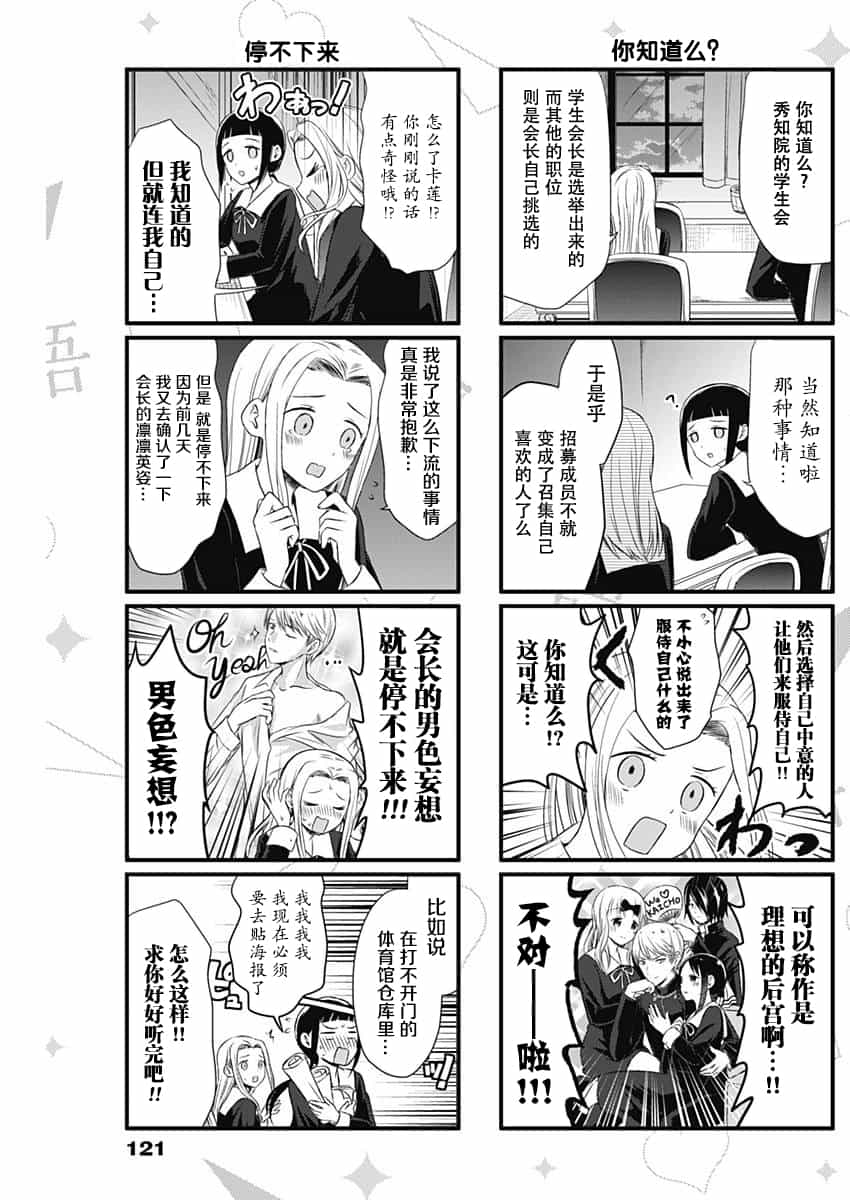 你知道么?
你知道么?
秀知院的学生会
学生会长是选举出来的
而其他的职位
则是会长自己挑选的
当然知道啦
那种事情…
?
于是乎
招募成员不就
变成了召集自己
喜欢的人了么
然后选择自己中意的人
让他们来服侍自己!!
不小心说出来了
服侍自己什么的
你知道么!?
这可是…
わっ
可以称作是
理想的后宫啊…!!
We♡
KAICHO
不对——啦!!!
停不下来
わぁぁっ!
怎么了卡莲!?
你刚刚说的话
有点奇怪哦!?
我知道的
但就连我自己…
我说了这么下流的事情
真是非常抱歉…
但是 就是停不下来
因为前几天
我又去确认了一下
会长的凛凛英姿…
会长的男色妄想
就是停不下来!!!
Oh
yeah
…
男色妄想!!?
比如说
在打不开门的
体育馆仓库里…
我我我我
我现在必须
要去贴海报了
怎么这样!!
求你好好听完吧!!
121